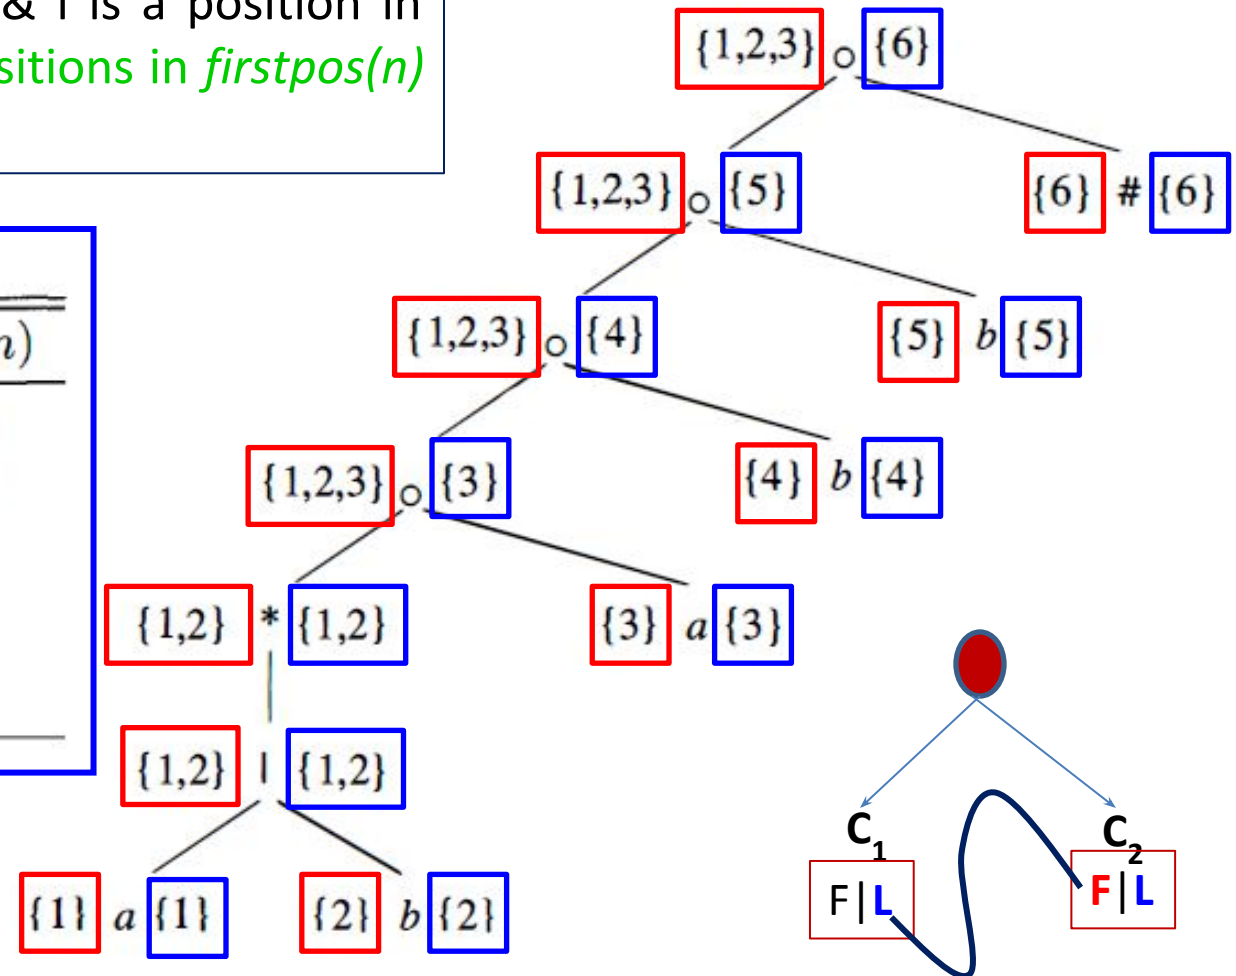 & i is a position in
sitions in firstpos(n)
n)
{1,2,3} {6}
{1,2,3} {5} {6} # {6}
{1,2,3} {4} {5} b {5}
{1,2,3} {3} {4} b {4}
{1,2} * {1,2} {3} a {3}
{1,2} | {1,2}
C1 C2
F|L F|L
{1} a {1} {2} b {2}